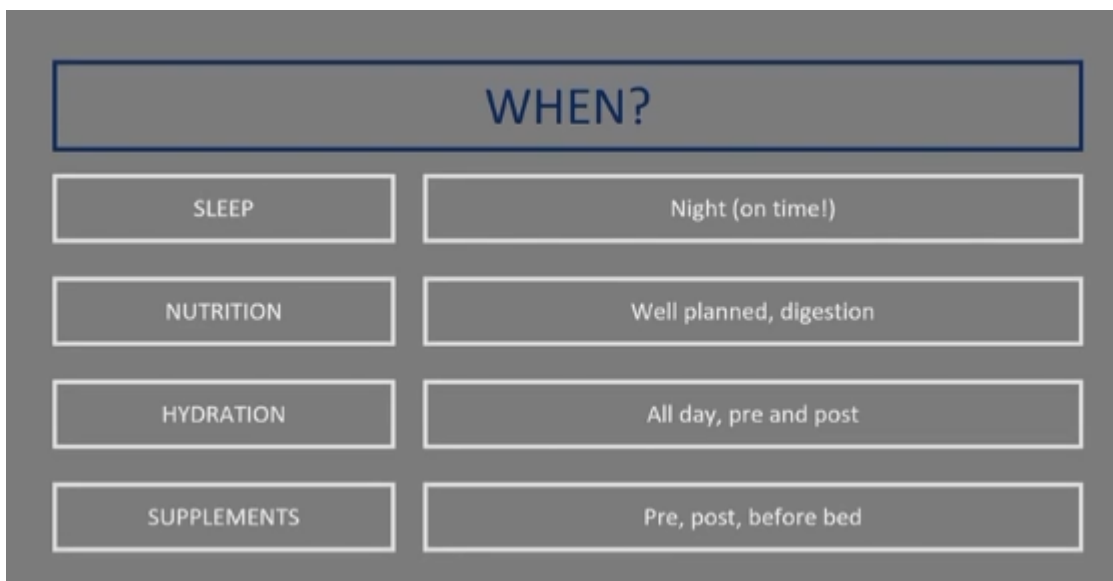 WHEN?
SLEEP
Night (on time!)
NUTRITION
Well planned, digestion
HYDRATION
All day, pre and post
SUPPLEMENTS
Pre, post, before bed